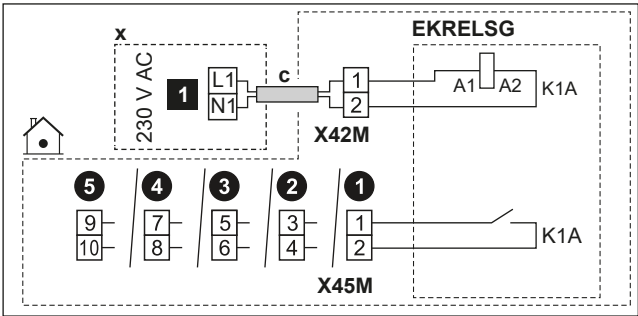 x
EKRELSG
230 V AC
1
L1
N1
c
1
2
A1 A2
K1A
X42M
5 4 3 2 1
9 7 5 3 1
10 8 6 4 2
K1A
X45M